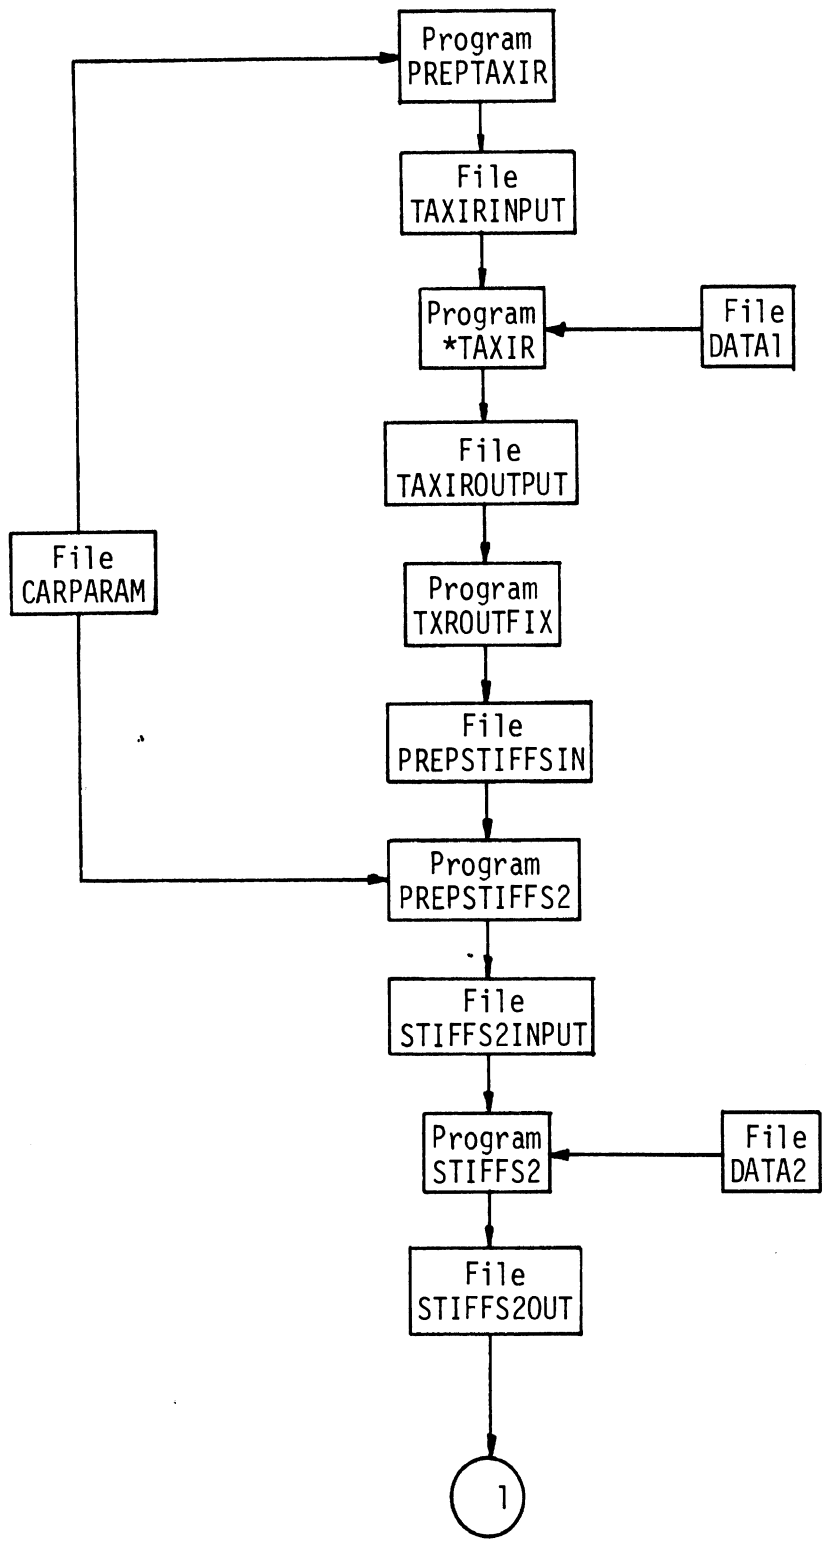 Program
PREPTAXIR
File
TAXIRINPUT
Program
*TAXIR
File
DATA1
File
TAXIROUTPUT
File
CARPARAM
Program
TXROUTFIX
File
PREPSTIFFSIN
Program
PREPSTIFFS2
File
STIFFS2INPUT
Program
STIFFS2
File
DATA2
File
STIFFS2OUT
1